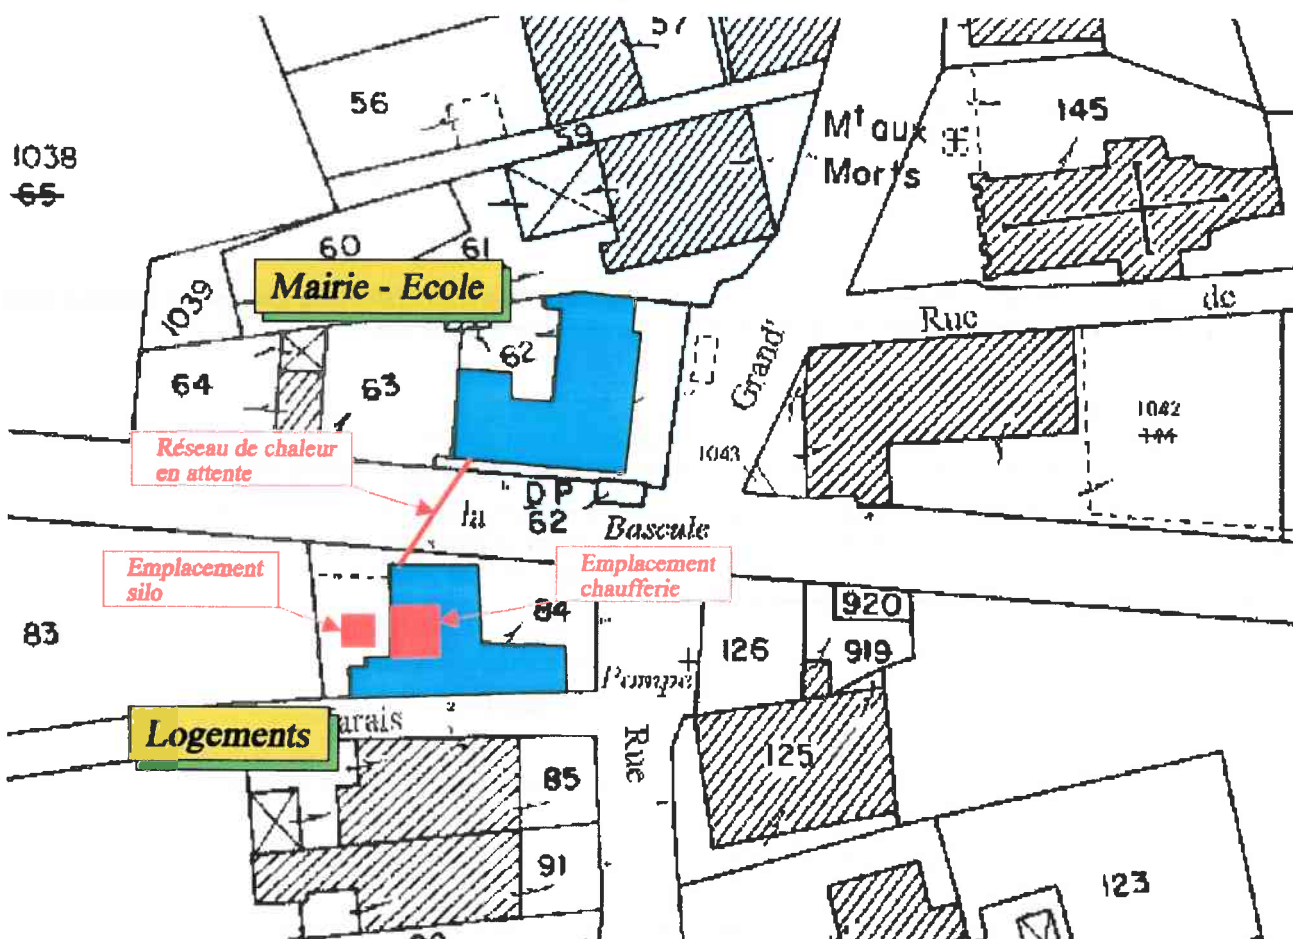 57
56
59
Mt aux
Morts
145
1038
65
60
61
Mairie - Ecole
1039
de
Rue
Grand'
62
64
63
1042
144
1043
Réseau de chaleur
en attente
DP
62
la
Bascule
Emplacement
silo
Emplacement
chaufferie
83
84
920
126
919
Pompe
arais
Logements
Rue
125
85
91
123